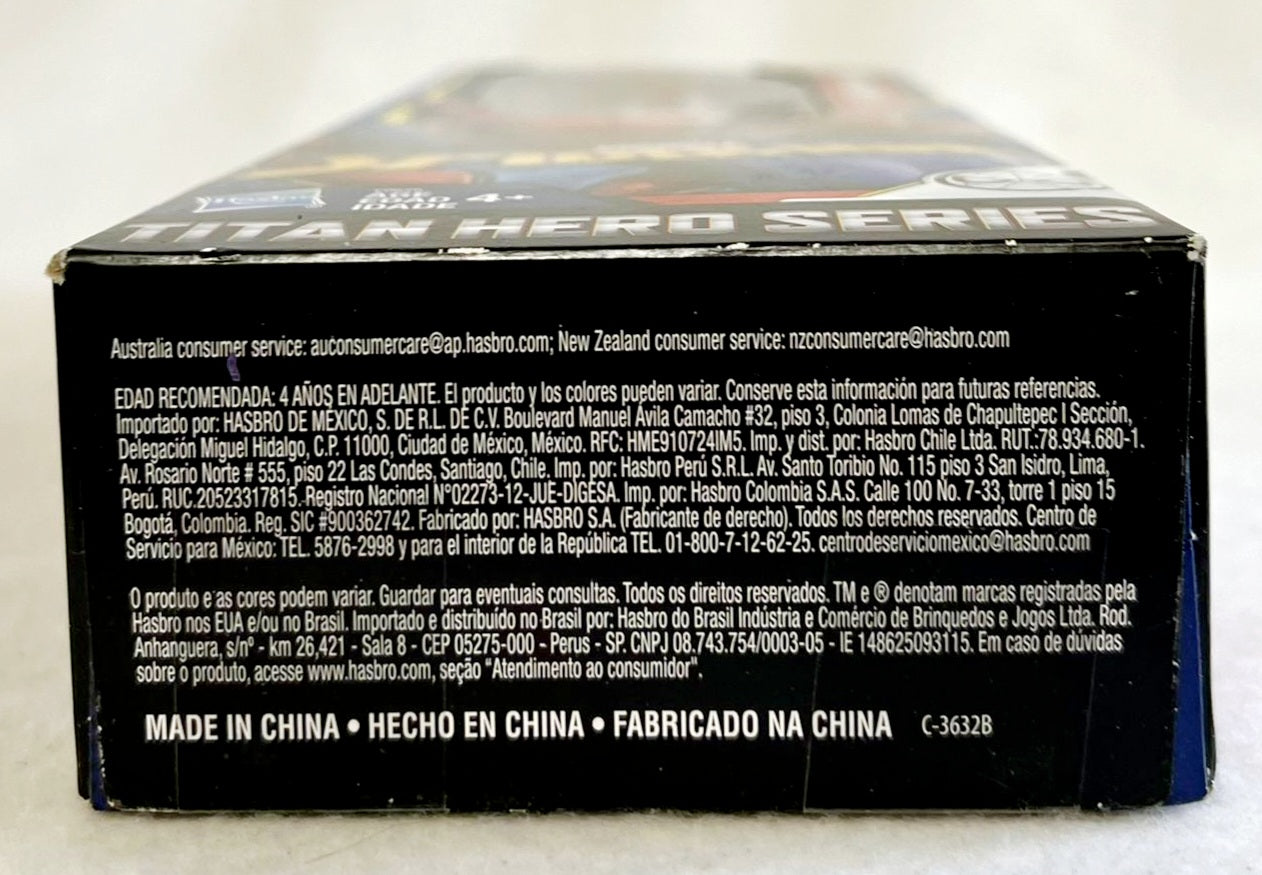 Hasbro
AGE
EDAD 4+
IDADE
TITAN HERO SERIES
Australia consumer service: auconsumercare@ap.hasbro.com; New Zealand consumer service: nzconsumercare@hasbro.com
EDAD RECOMENDADA: 4 AÑOS EN ADELANTE. El producto y los colores pueden variar. Conserve esta información para futuras referencias.
Importado por: HASBRO DE MEXICO, S. DE R.L. DE C.V. Boulevard Manuel Ávila Camacho #32, piso 3, Colonia Lomas de Chapultepec I Sección,
Delegación Miguel Hidalgo, C.P. 11000, Ciudad de México, México. RFC: HME910724IM5. Imp. y dist. por: Hasbro Chile Ltda. RUT.:78.934.680-1.
Av. Rosario Norte # 555, piso 22 Las Condes, Santiago, Chile. Imp. por: Hasbro Perú S.R.L. Av. Santo Toribio No. 115 piso 3 San Isidro, Lima,
Perú. RUC.20523317815. Registro Nacional N°02273-12-JUE-DIGESA. Imp. por: Hasbro Colombia S.A.S. Calle 100 No. 7-33, torre 1 piso 15
Bogotá, Colombia. Reg. SIC #900362742. Fabricado por: HASBRO S.A. (Fabricante de derecho). Todos los derechos reservados. Centro de
Servicio para México: TEL. 5876-2998 y para el interior de la República TEL. 01-800-7-12-62-25. centrodeserviciomexico@hasbro.com
O produto e as cores podem variar. Guardar para eventuais consultas. Todos os direitos reservados. TM e ® denotam marcas registradas pela
Hasbro nos EUA e/ou no Brasil. Importado e distribuído no Brasil por: Hasbro do Brasil Indústria e Comércio de Brinquedos e Jogos Ltda. Rod.
Anhanguera, s/nº - km 26,421 - Sala 8 - CEP 05275-000 - Perus - SP. CNPJ 08.743.754/0003-05 - IE 148625093115. Em caso de dúvidas
sobre o produto, acesse www.hasbro.com, seção "Atendimento ao consumidor".
MADE IN CHINA • HECHO EN CHINA • FABRICADO NA CHINA C-3632B